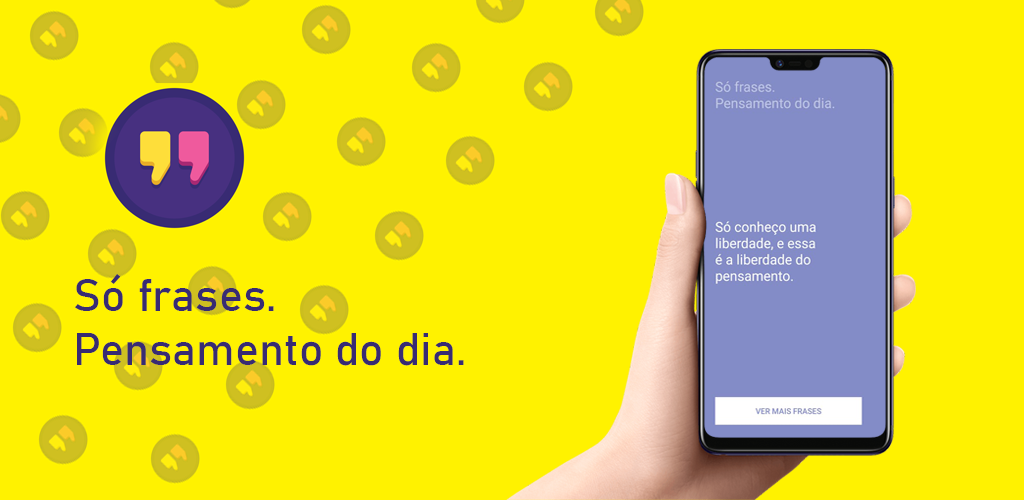 Só frases.
Pensamento do dia.
Só frases.
Pensamento do dia.
Só conheço uma
liberdade, e essa
é a liberdade do
pensamento.
VER MAIS FRASES